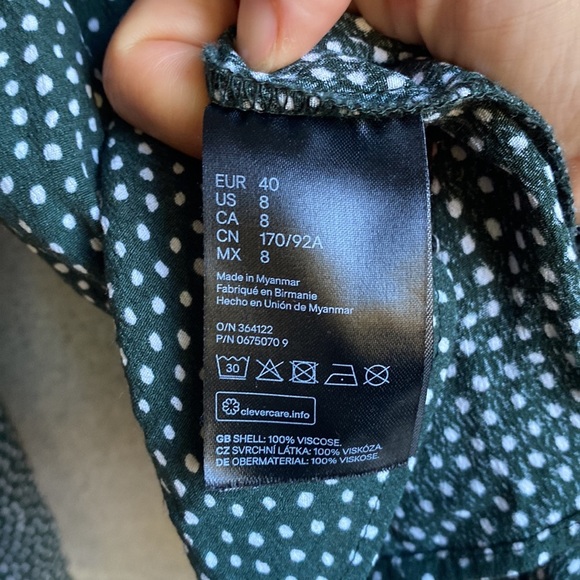 EUR 40
US 8
CA 8
CN 170/92A
MX 8
Made in Myanmar
Fabriqué en Birmanie
Hecho en Unión de Myanmar
O/N 364122
P/N 0675070 9
30
clevercare.info
GB SHELL: 100% VISCOSE.
CZ SVRCHNÍ LÁTKA: 100% VISKÓZA.
DE OBERMATERIAL: 100% VISKOSE.